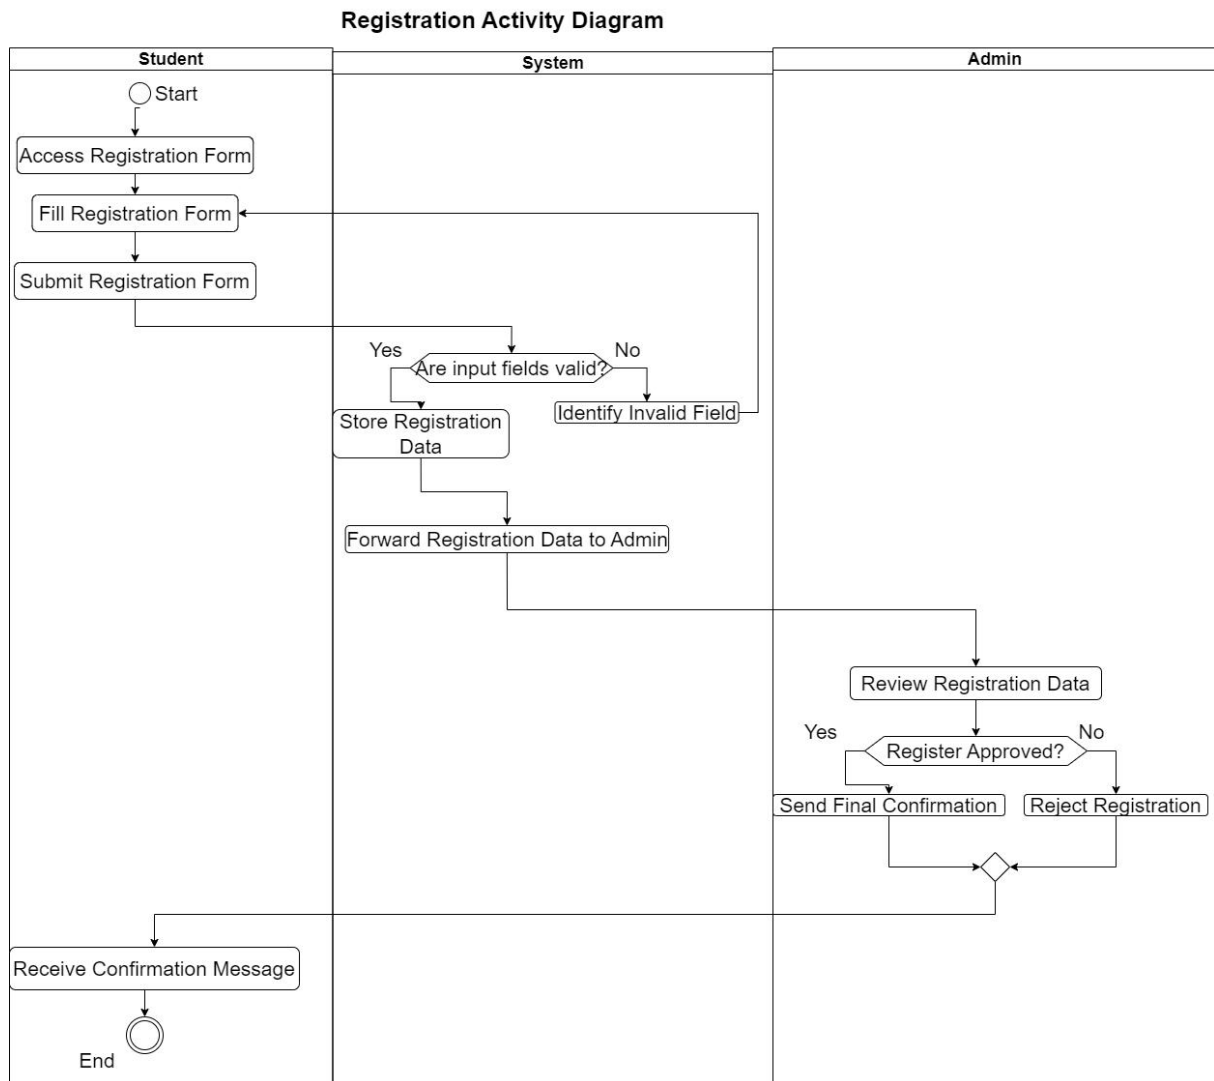 Registration Activity Diagram
Student
System
Admin
Start
Access Registration Form
Fill Registration Form
Submit Registration Form
Yes
No
Are input fields valid?
Identify Invalid Field
Store Registration
Data
Forward Registration Data to Admin
Review Registration Data
Yes
No
Register Approved?
Send Final Confirmation
Reject Registration
Receive Confirmation Message
End